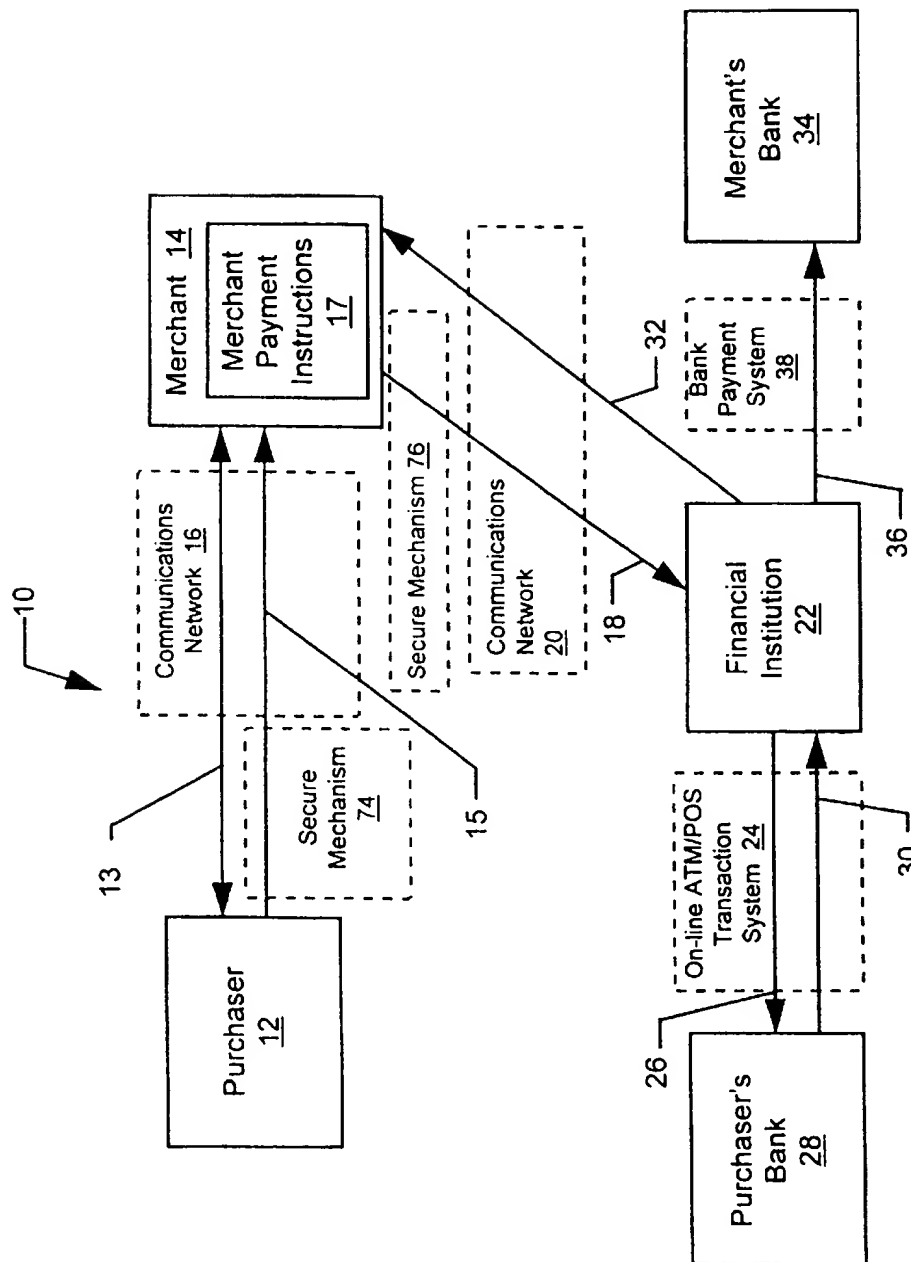 10
13
Communications
Network 16
Merchant 14
Merchant
Payment
Instructions
17
Purchaser
12
Secure
Mechanism
74
15
Secure Mechanism 76
Communications
Network
20
18
32
On-line ATM/POS
Transaction
System 24
26
30
Purchaser's
Bank
28
Financial
Institution
22
Bank
Payment
System
38
36
Merchant's
Bank
34